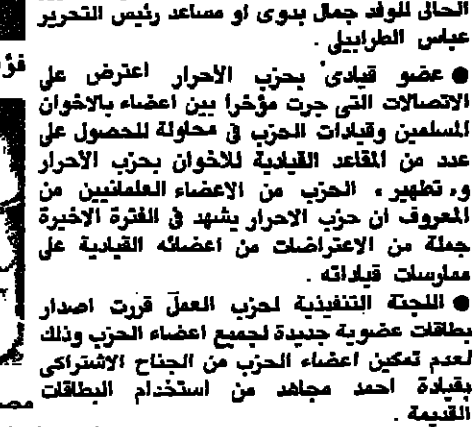 الحالى للوفد جمال بدوى او مساعد رئيس التحرير
عباس الطرابيلى .
● عضو قيادى بحزب الاحرار اعترض على
الاتصالات التى جرت مؤخرا بين اعضاء بالاخوان
المسلمين وقيادات الحزب فى محاولة للحصول على
عدد من المقاعد القيادية للاخوان بحزب الأحرار
و، تطهير ، الحزب من الاعضاء العلمانيين من
المعروف ان حزب الاحرار يشهد فى الفترة الاخيرة
جملة من الاعتراضات من اعضائه القيادية على
ممارسات قياداته .
● اللجنة التنفيذية لحزب العمل قررت اصدار
بطاقات عضوية جديدة لجميع اعضاء الحزب وذلك
لعدم تمكين اعضاء الحزب من الجناح الاشتراكى
بقيادة احمد مجاهد من استخدام البطاقات
القديمة .